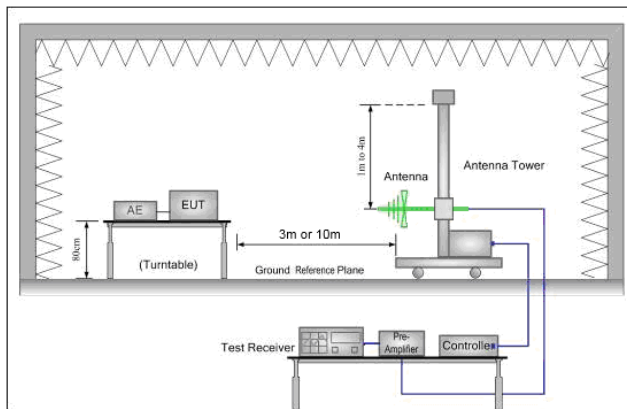 1m to 4m
Antenna
Antenna Tower
AE
EUT
80cm
3m or 10m
(Turntable)
Ground Reference Plane
Test Receiver
Pre-
Amplifier
Controlle